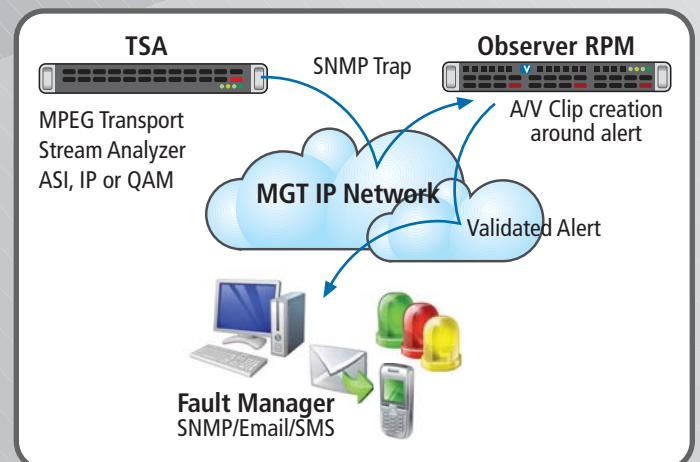 TSA
Observer RPM
SNMP Trap
V
MPEG Transport
Stream Analyzer
ASI, IP or QAM
A/V Clip creation
around alert
MGT IP Network
Validated Alert
Fault Manager
SNMP/Email/SMS